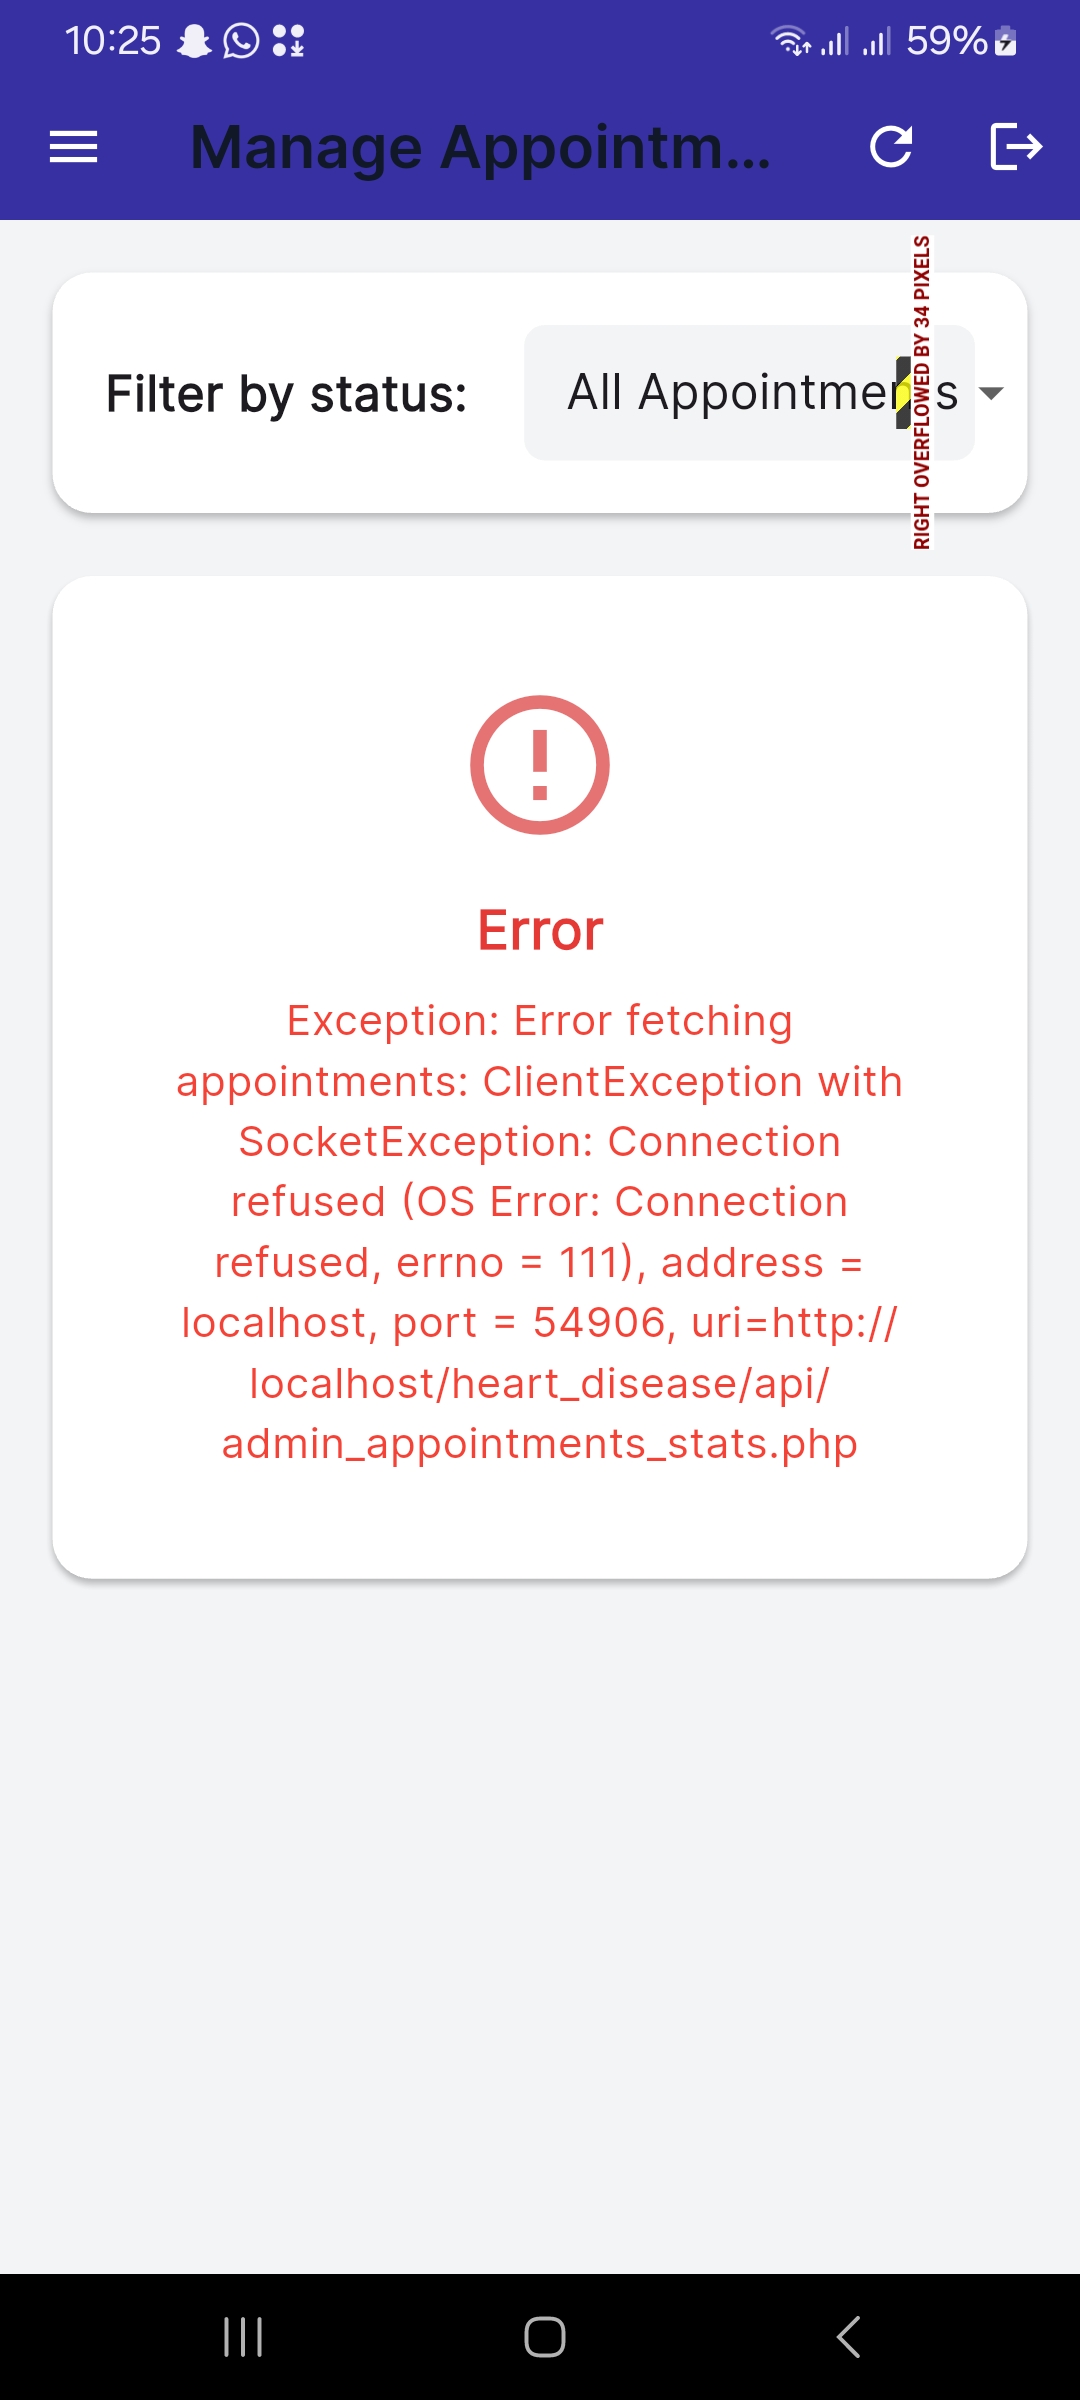 10:25
59%
Manage Appointm...
Filter by status:
All Appointmen s
RIGHT OVERFLOWED BY 34 PIXELS
Error
Exception: Error fetching
appointments: ClientException with
SocketException: Connection
refused (OS Error: Connection
refused, errno = 111), address =
localhost, port = 54906, uri=http://
localhost/heart_disease/api/
admin_appointments_stats.php